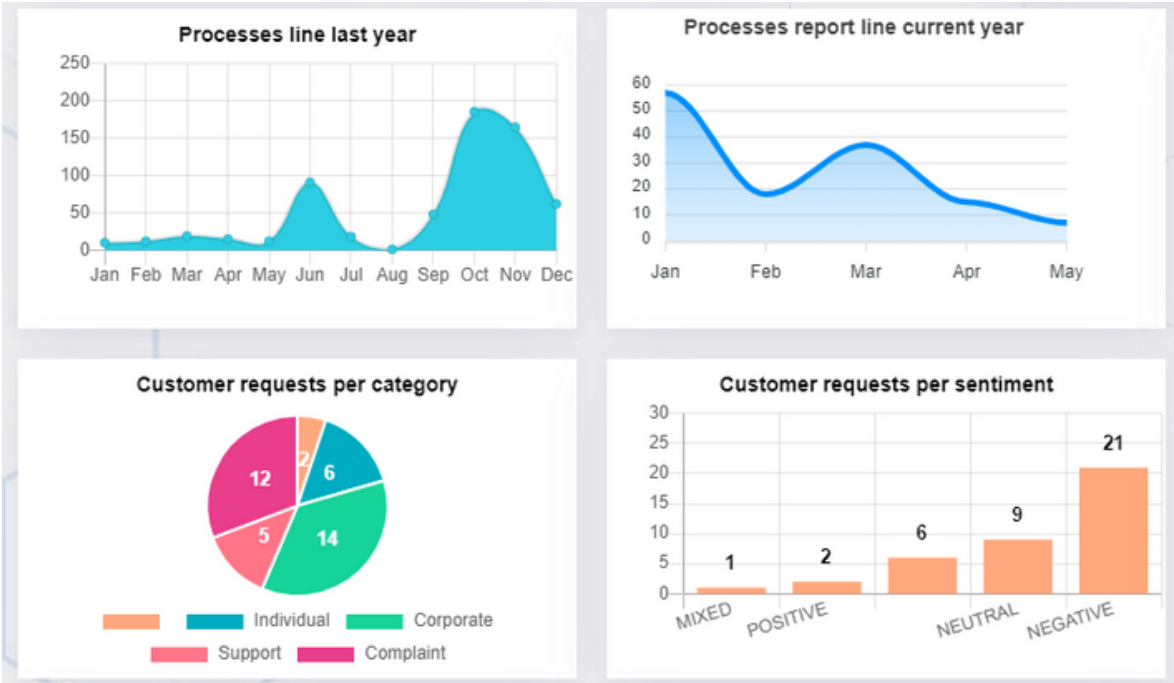 Processes line last year
250
200
150
100
50
0
Jan Feb Mar Apr May Jun Jul Aug Sep Oct Nov Dec
Processes report line current year
60
50
40
30
20
10
0
Jan Feb Mar Apr May
Customer requests per category
2
6
14
5
12
Individual Corporate
Support Complaint
Customer requests per sentiment
30
25
20
15
10
5
0
1 2 6 9 21
MIXED POSITIVE NEUTRAL NEGATIVE